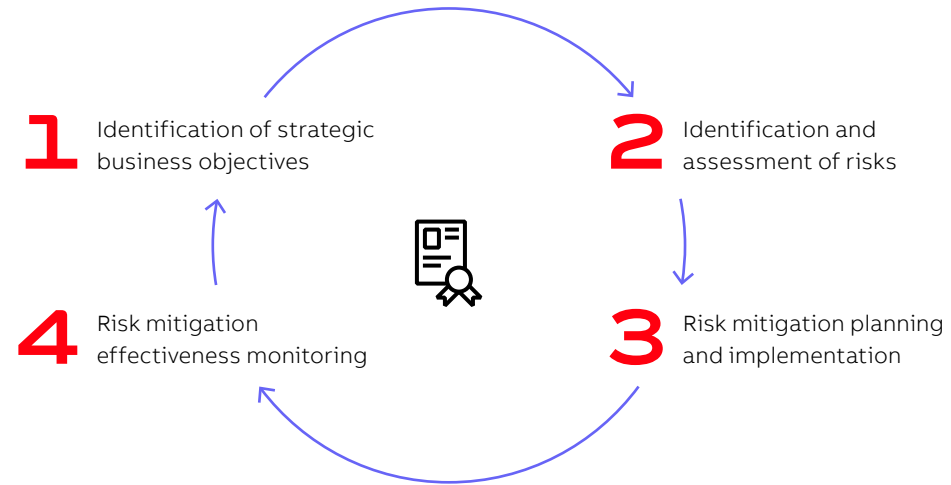 1
Identification of strategic
business objectives
2
Identification and
assessment of risks
3
Risk mitigation planning
and implementation
4
Risk mitigation
effectiveness monitoring